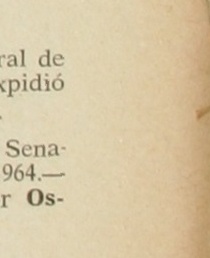 ral de
xpidió
.
Sena-
964.—
r Os-